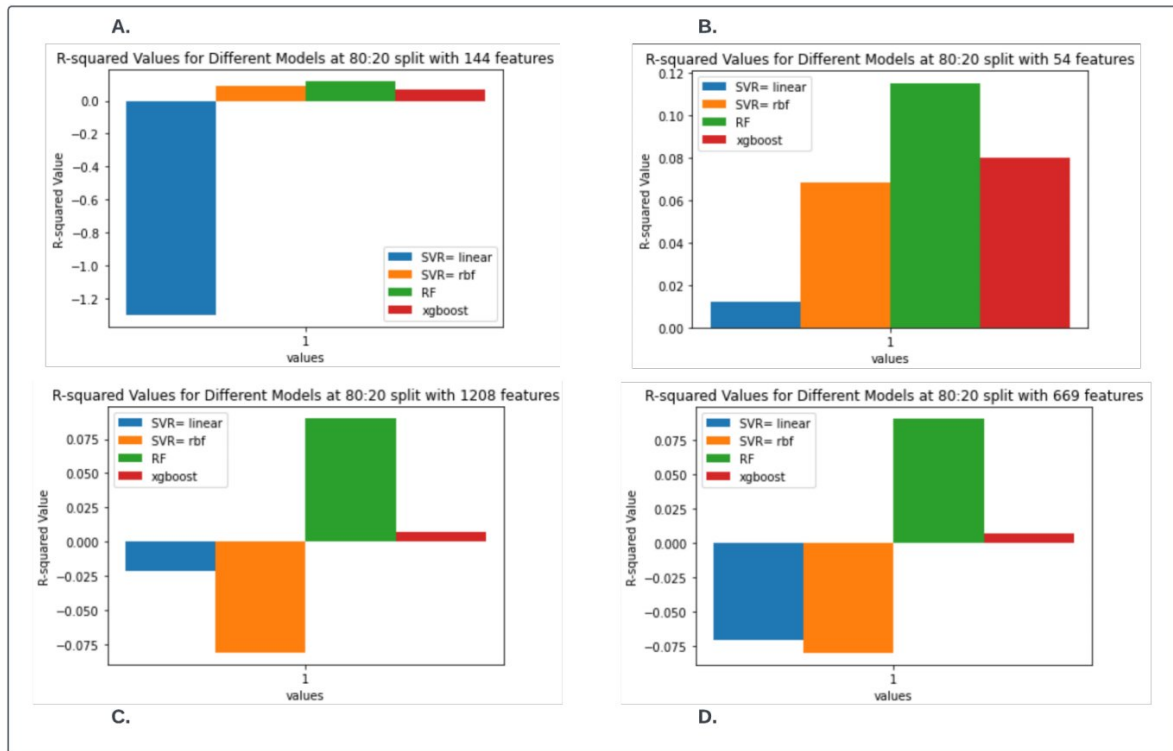 A.
R-squared Values for Different Models at 80:20 split with 144 features
0.0
−0.2
−0.4
−0.6
−0.8
−1.0
−1.2
R-squared Value
SVR= linear
SVR= rbf
RF
xgboost
1
values
B.
R-squared Values for Different Models at 80:20 split with 54 features
0.12
0.10
0.08
0.06
0.04
0.02
0.00
R-squared Value
SVR= linear
SVR= rbf
RF
xgboost
1
values
R-squared Values for Different Models at 80:20 split with 1208 features
0.075
0.050
0.025
0.000
−0.025
−0.050
−0.075
R-squared Value
SVR= linear
SVR= rbf
RF
xgboost
1
values
C.
R-squared Values for Different Models at 80:20 split with 669 features
0.075
0.050
0.025
0.000
−0.025
−0.050
−0.075
R-squared Value
SVR= linear
SVR= rbf
RF
xgboost
1
values
D.